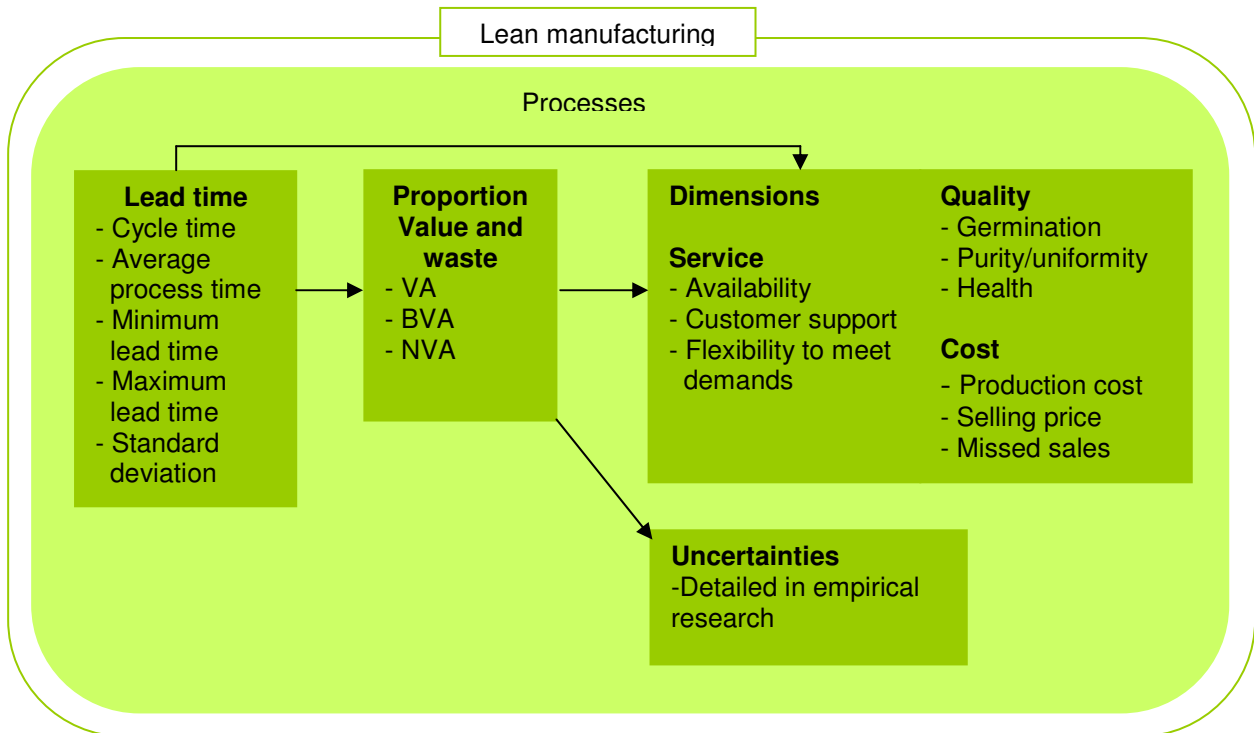 Lean manufacturing
Processes
Lead time
- Cycle time
- Average
process time
- Minimum
lead time
- Maximum
lead time
- Standard
deviation
Proportion
Value and
waste
- VA
- BVA
- NVA
Dimensions
Service
- Availability
- Customer support
- Flexibility to meet
demands
Quality
- Germination
- Purity/uniformity
- Health
Cost
- Production cost
- Selling price
- Missed sales
Uncertainties
-Detailed in empirical
research